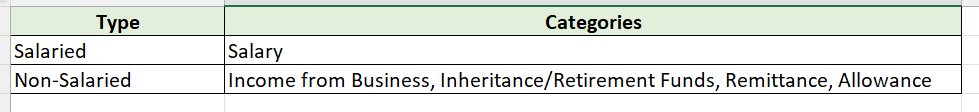 Type Categories
Salaried Salary
Non-Salaried Income from Business, Inheritance/Retirement Funds, Remittance, Allowance